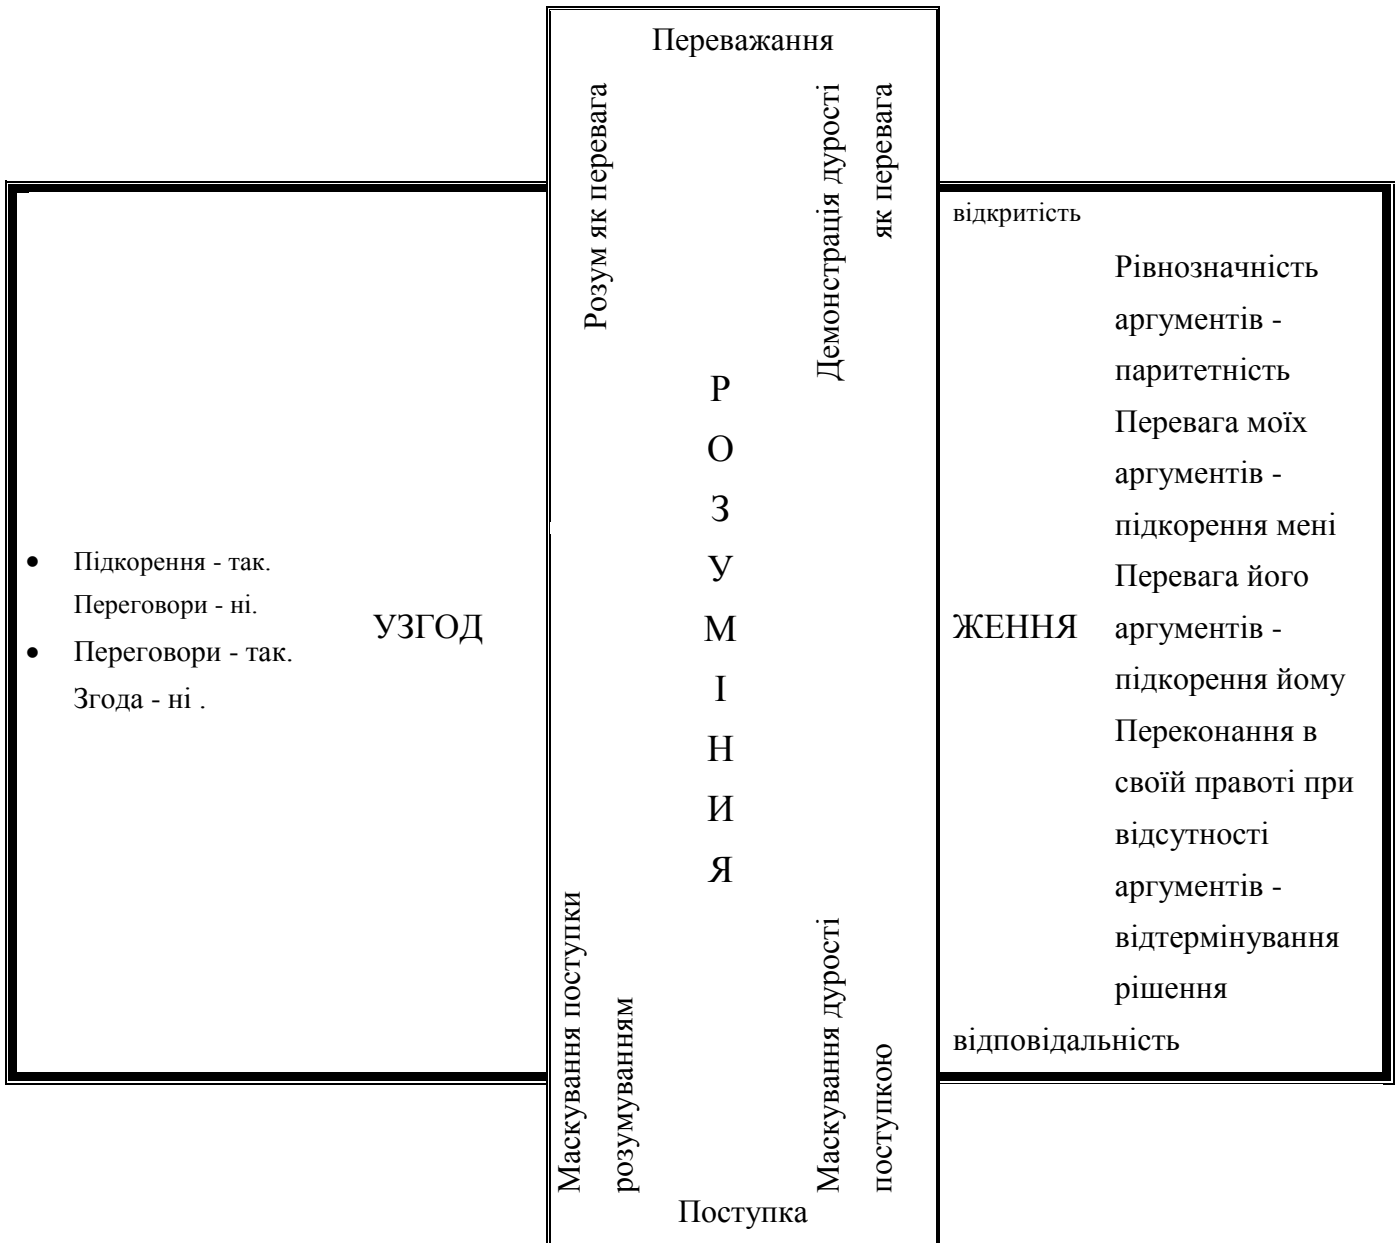 Переважання
Розум як перевага
Демонстрація дурості
як перевага
Р
О
З
У
М
І
Н
И
Я
• Підкорення - так.
Переговори - ні.
• Переговори - так.
Згода - ні .
УЗГОД
ЖЕННЯ
відкритість
Рівнозначність
аргументів -
паритетність
Перевага моїх
аргументів -
підкорення мені
Перевага його
аргументів -
підкорення йому
Переконання в
своїй правоті при
відсутності
аргументів -
відтермінування
рішення
відповідальність
Маскування поступки
розумуванням
Маскування дурості
поступкою
Поступка